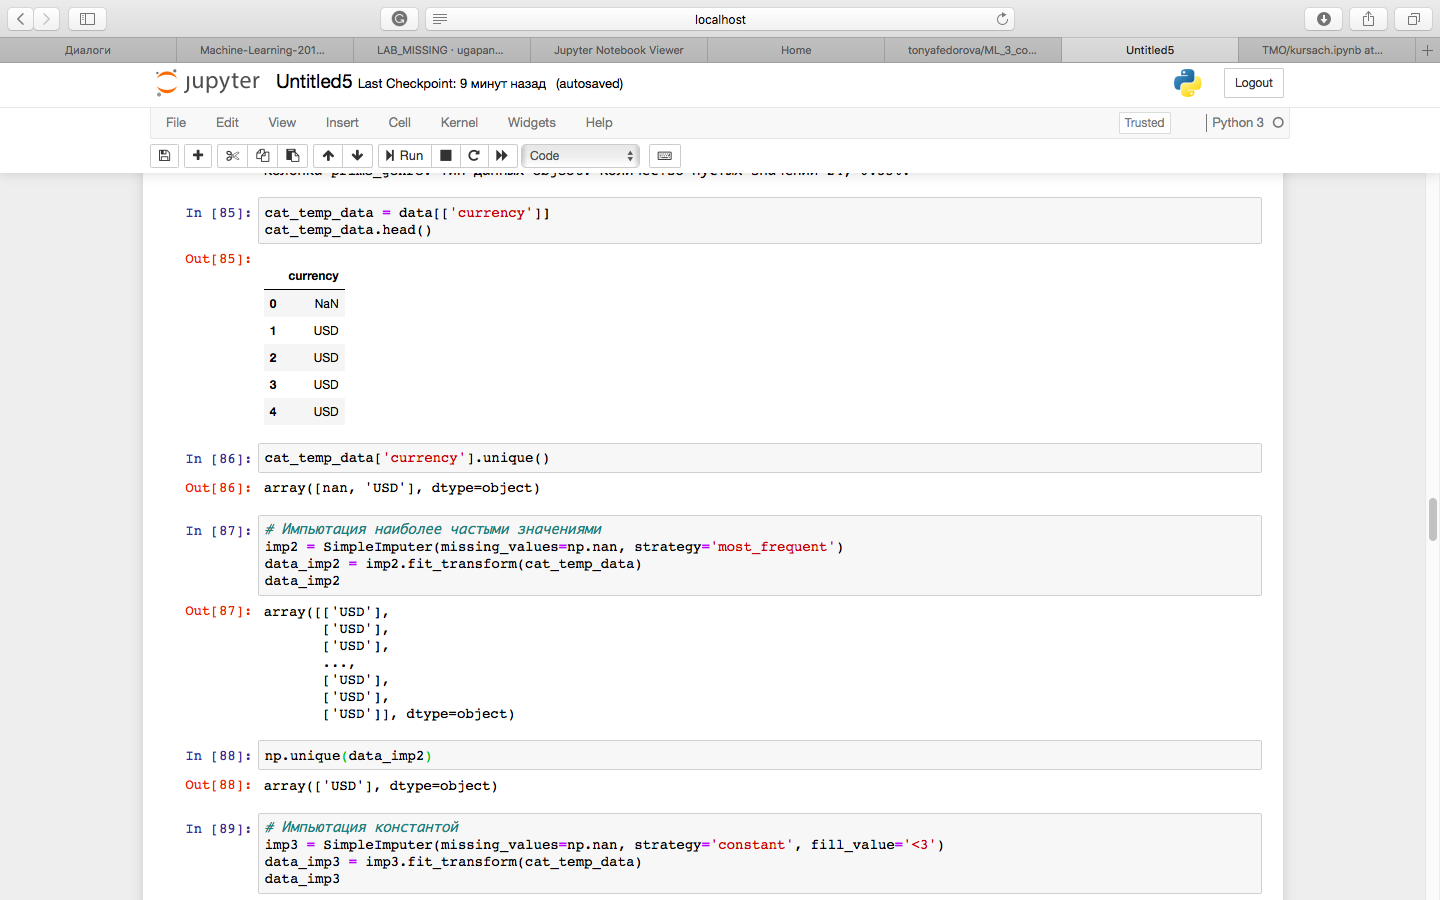 localhost
Диалоги
Machine-Learning-201...
LAB_MISSING · ugapan...
Jupyter Notebook Viewer
Home
tonyafedorova/ML_3_co...
Untitled5
TMO/kursach.ipynb at...
jupyter Untitled5 Last Checkpoint: 9 минут назад (autosaved)
Logout
File Edit View Insert Cell Kernel Widgets Help
Trusted
Python 3
Run
Code
In [85]: cat_temp_data = data[['currency']]
cat_temp_data.head()
Out[85]:
currency
0 NaN
1 USD
2 USD
3 USD
4 USD
In [86]: cat_temp_data['currency'].unique()
Out[86]: array([nan, 'USD'], dtype=object)
In [87]: # Импьютация наиболее частыми значениями
imp2 = SimpleImputer(missing_values=np.nan, strategy='most_frequent')
data_imp2 = imp2.fit_transform(cat_temp_data)
data_imp2
Out[87]: array([['USD'],
['USD'],
['USD'],
...,
['USD'],
['USD'],
['USD']], dtype=object)
In [88]: np.unique(data_imp2)
Out[88]: array(['USD'], dtype=object)
In [89]: # Импьютация константой
imp3 = SimpleImputer(missing_values=np.nan, strategy='constant', fill_value='<3')
data_imp3 = imp3.fit_transform(cat_temp_data)
data_imp3